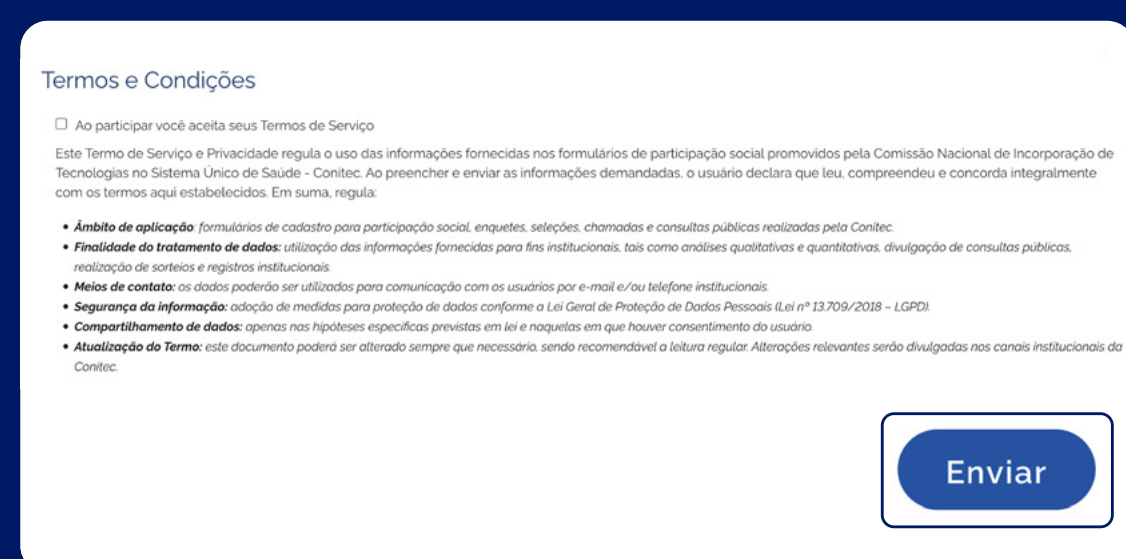 Termos e Condições
Ao participar você aceita seus Termos de Serviço
Este Termo de Serviço e Privacidade regula o uso das informações fornecidas nos formulários de participação social promovidos pela Comissão Nacional de Incorporação de
Tecnologias no Sistema Único de Saúde - Conitec. Ao preencher e enviar as informações demandadas, o usuário declara que leu, compreendeu e concorda integralmente
com os termos aqui estabelecidos. Em suma, regula:
• Âmbito de aplicação: formulários de cadastro para participação social, enquetes, seleções, chamadas e consultas públicas realizadas pela Conitec.
• Finalidade do tratamento de dados: utilização das informações fornecidas para fins institucionais, tais como análises qualitativas e quantitativas, divulgação de consultas públicas,
realização de sorteios e registros institucionais.
• Meios de contato: os dados poderão ser utilizados para comunicação com os usuários por e-mail e/ou telefone institucionais.
• Segurança da informação: adoção de medidas para proteção de dados conforme a Lei Geral de Proteção de Dados Pessoais (Lei nº 13.709/2018 – LGPD).
• Compartilhamento de dados: apenas nas hipóteses específicas previstas em lei e naquelas em que houver consentimento do usuário.
• Atualização do Termo: este documento poderá ser alterado sempre que necessário, sendo recomendável a leitura regular. Alterações relevantes serão divulgadas nos canais institucionais da
Conitec.
Enviar